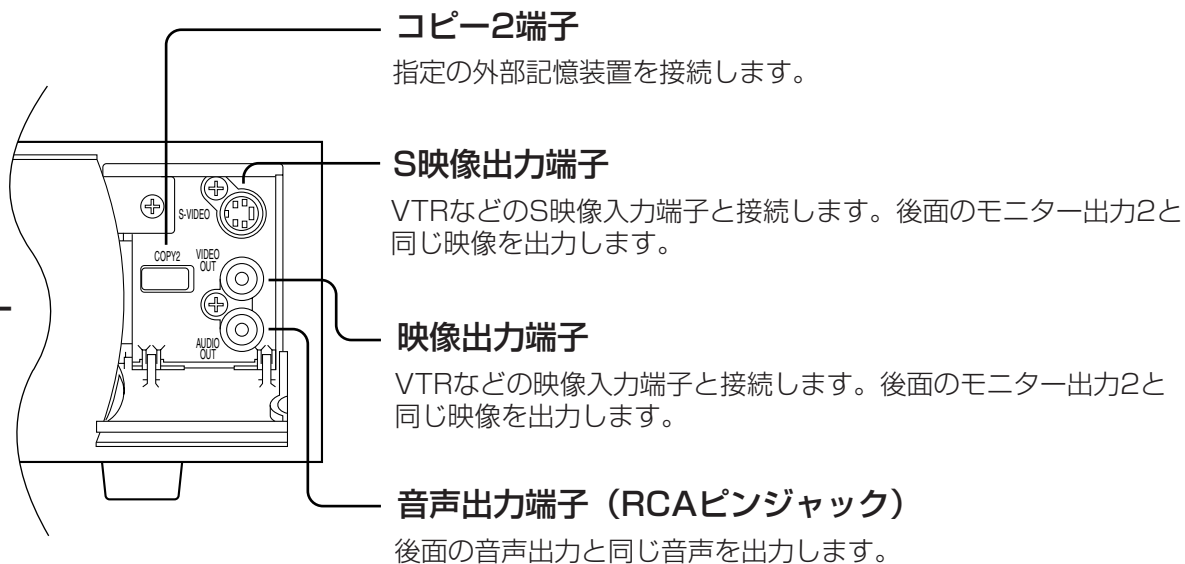 コピー2端子
指定の外部記憶装置を接続します。
S映像出力端子
VTRなどのS映像入力端子と接続します。後面のモニター出力2と
同じ映像を出力します。
S-VIDEO
COPY2
VIDEO
OUT
AUDIO
OUT
映像出力端子
VTRなどの映像入力端子と接続します。後面のモニター出力2と
同じ映像を出力します。
音声出力端子（RCAピンジャック）
後面の音声出力と同じ音声を出力します。